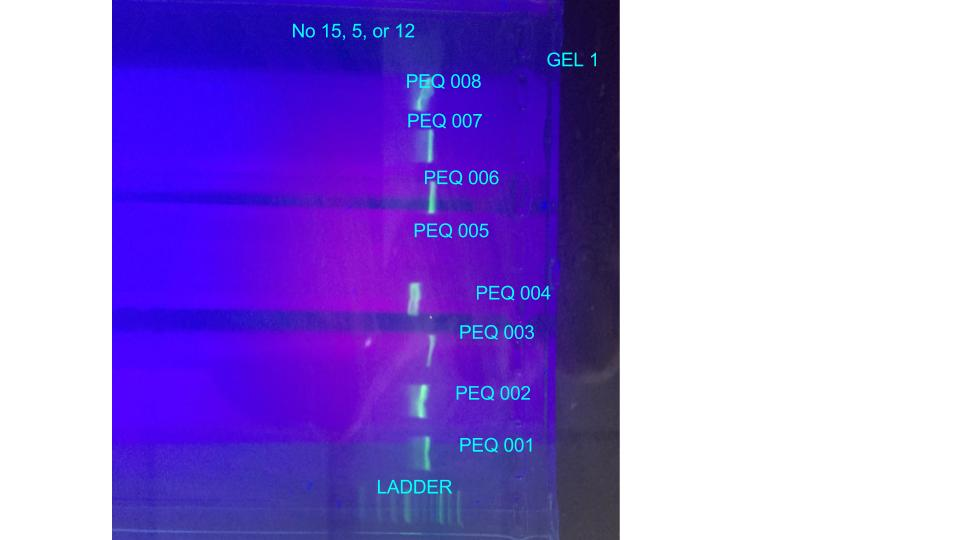 No 15, 5, or 12
GEL 1
PEQ 008
PEQ 007
PEQ 006
PEQ 005
PEQ 004
PEQ 003
PEQ 002
PEQ 001
LADDER